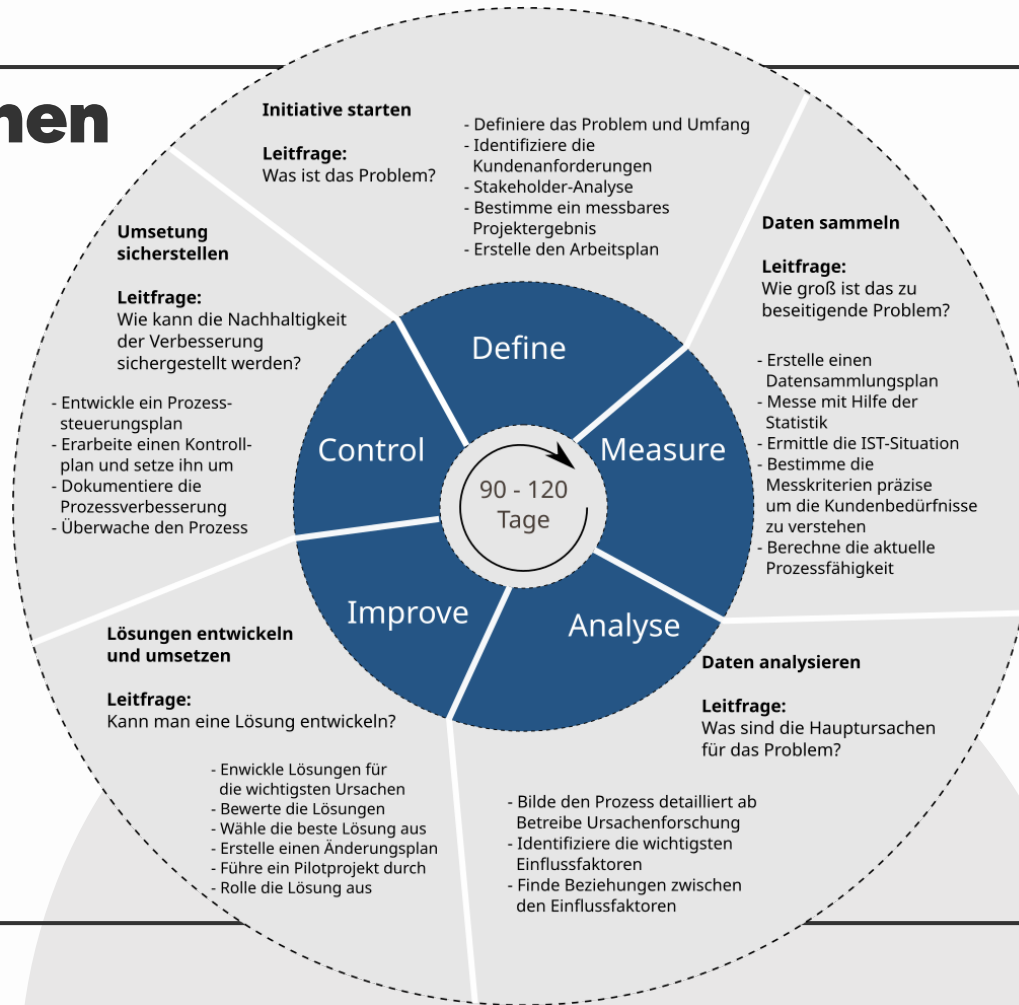 nen
Initiative starten
Leitfrage:
Was ist das Problem?
- Definiere das Problem und Umfang
- Identifiziere die
Kundenanforderungen
- Stakeholder-Analyse
- Bestimme ein messbares
Projektergebnis
- Erstelle den Arbeitsplan
Daten sammeln
Leitfrage:
Wie groß ist das zu
beseitigende Problem?
- Erstelle einen
Datensammlungsplan
- Messe mit Hilfe der
Statistik
- Ermittle die IST-Situation
- Bestimme die
Messkriterien präzise
um die Kundenbedürfnisse
zu verstehen
- Berechne die aktuelle
Prozessfähigkeit
Daten analysieren
Leitfrage:
Was sind die Hauptursachen
für das Problem?
- Bilde den Prozess detailliert ab
Betreibe Ursachenforschung
- Identifiziere die wichtigsten
Einflussfaktoren
- Finde Beziehungen zwischen
den Einflussfaktoren
Lösungen entwickeln
und umsetzen
Leitfrage:
Kann man eine Lösung entwickeln?
- Enwickle Lösungen für
die wichtigsten Ursachen
- Bewerte die Lösungen
- Wähle die beste Lösung aus
- Erstelle einen Änderungsplan
- Führe ein Pilotprojekt durch
- Rolle die Lösung aus
Umsetzung
sicherstellen
Leitfrage:
Wie kann die Nachhaltigkeit
der Verbesserung
sichergestellt werden?
- Entwickle ein Prozess-
steuerungsplan
- Erarbeite einen Kontroll-
plan und setze ihn um
- Dokumentiere die
Prozessverbesserung
- Überwache den Prozess
Define
Measure
Analyse
Improve
Control
90 - 120
Tage